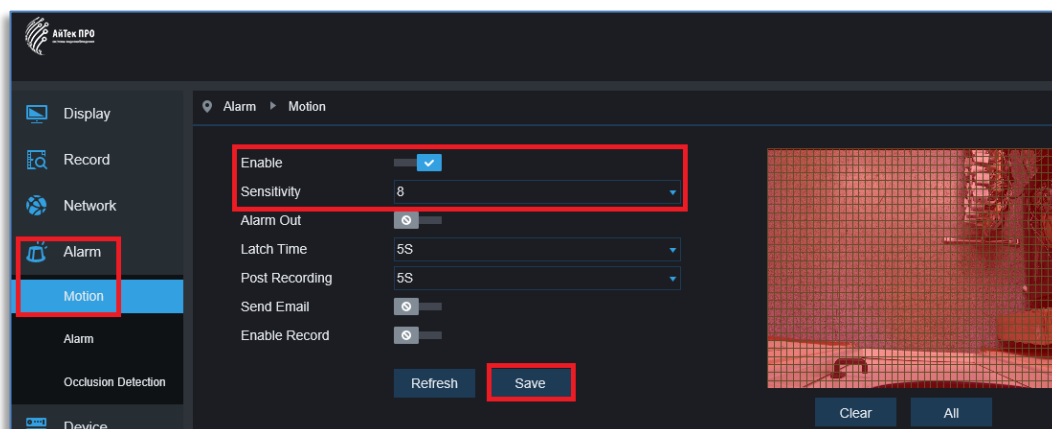 АйТек ПРО
Display
Record
Network
Alarm
Motion
Alarm
Occlusion Detection
Device
Alarm Motion
Enable
Sensitivity 8
Alarm Out
Latch Time 5S
Post Recording 5S
Send Email
Enable Record
Refresh Save
Clear All